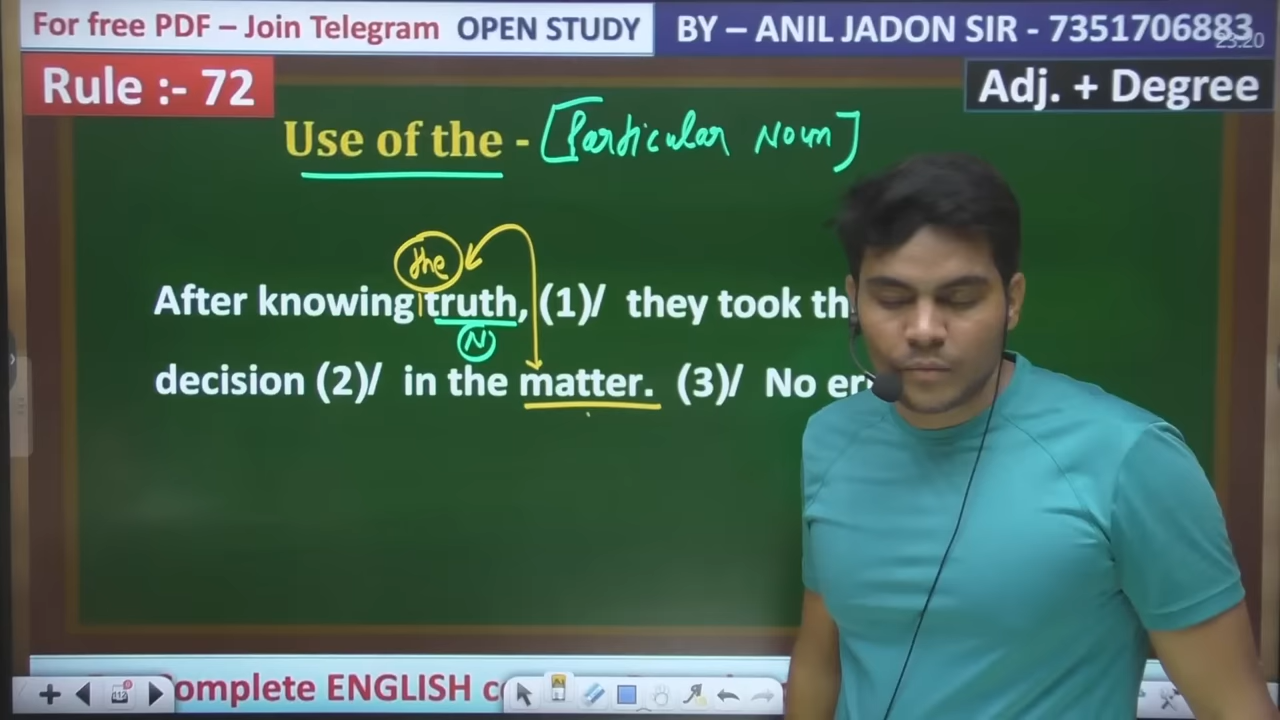 For free PDF – Join Telegram OPEN STUDY BY – ANIL JADON SIR - 7351706883
23:20
Rule :- 72
Adj. + Degree
Use of the - [Particular Noun]
the
After knowing truth, (1)/ they took th
N
decision (2)/ in the matter. (3)/ No er
omplete ENGLISH c
112